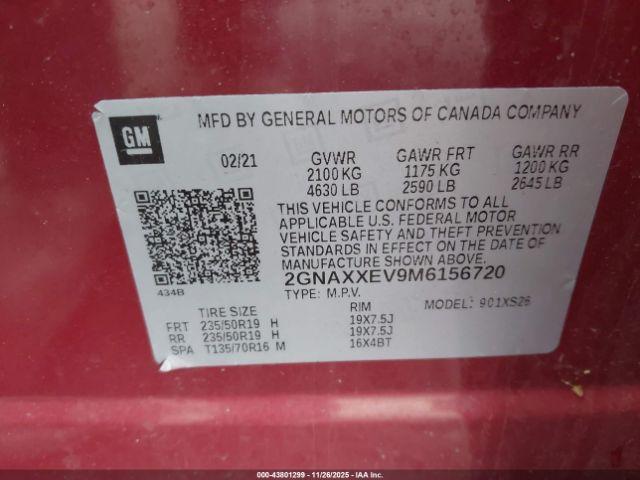 GM
MFD BY GENERAL MOTORS OF CANADA COMPANY
02/21 GVWR GAWR FRT GAWR RR
2100 KG 1175 KG 1200 KG
4630 LB 2590 LB 2645 LB
THIS VEHICLE CONFORMS TO ALL
APPLICABLE U.S. FEDERAL MOTOR
VEHICLE SAFETY AND THEFT PREVENTION
STANDARDS IN EFFECT ON THE DATE OF
MANUFACTURE SHOWN ABOVE.
434B
2GNAXXEV9M6156720
TYPE: M.P.V. MODEL: 901XS26
TIRE SIZE RIM
FRT 235/50R19 H 19X7.5J
RR 235/50R19 H 19X7.5J
SPA T135/70R16 M 16X4BT
00-43801299 - 11/26/2025 - IAA Inc.